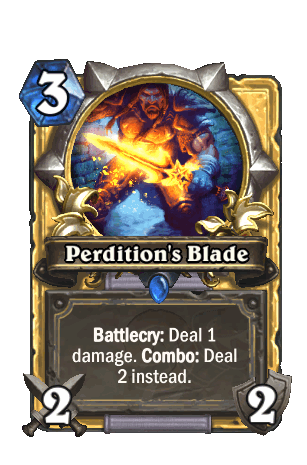 3
Perdition's Blade
Battlecry: Deal 1
damage. Combo: Deal
2 instead.
2
2